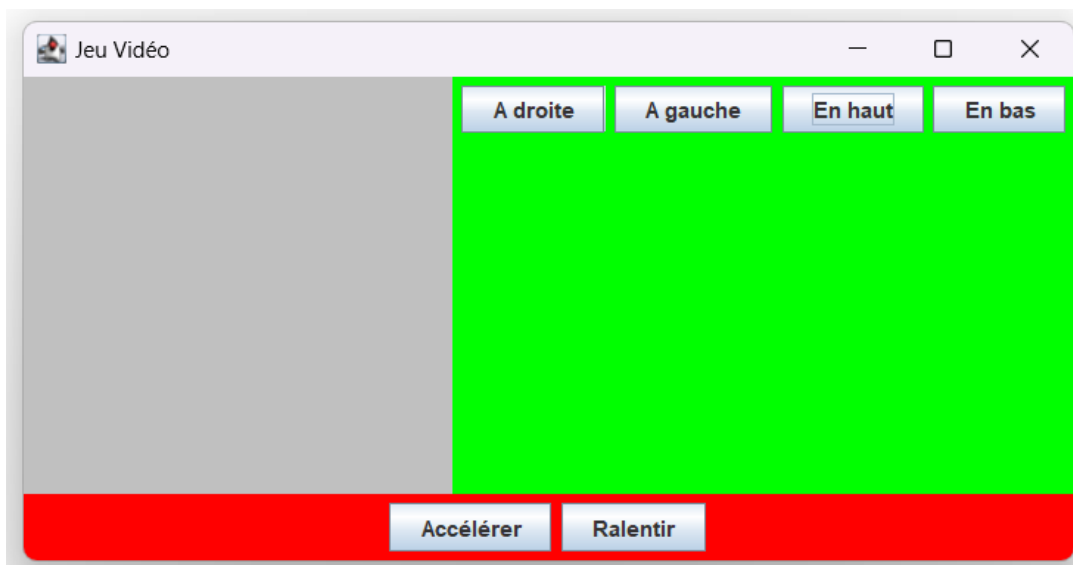 Jeu Vidéo
A droite A gauche En haut En bas
Accélérer Ralentir